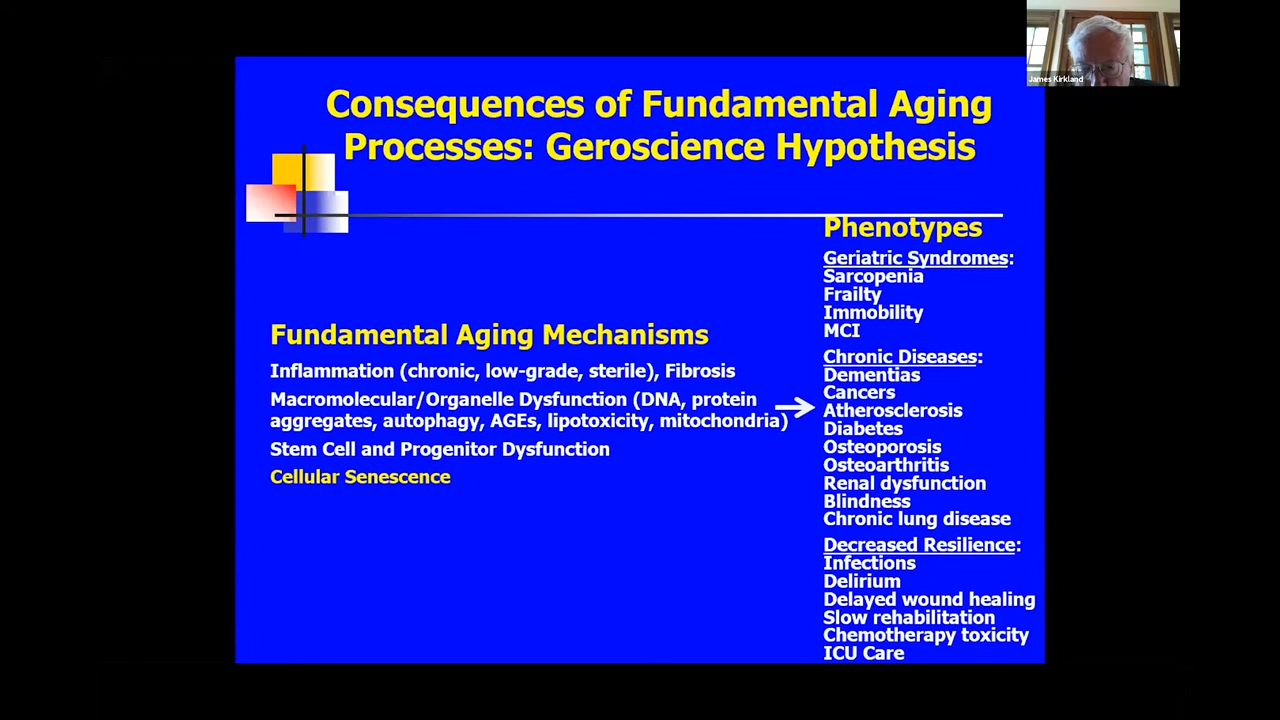 James Kirkland
Consequences of Fundamental Aging
Processes: Geroscience Hypothesis
Fundamental Aging Mechanisms
Inflammation (chronic, low-grade, sterile), Fibrosis
Macromolecular/Organelle Dysfunction (DNA, protein
aggregates, autophagy, AGEs, lipotoxicity, mitochondria)
Stem Cell and Progenitor Dysfunction
Cellular Senescence
Phenotypes
Geriatric Syndromes:
Sarcopenia
Frailty
Immobility
MCI
Chronic Diseases:
Dementias
Cancers
Atherosclerosis
Diabetes
Osteoporosis
Osteoarthritis
Renal dysfunction
Blindness
Chronic lung disease
Decreased Resilience:
Infections
Delirium
Delayed wound healing
Slow rehabilitation
Chemotherapy toxicity
ICU Care